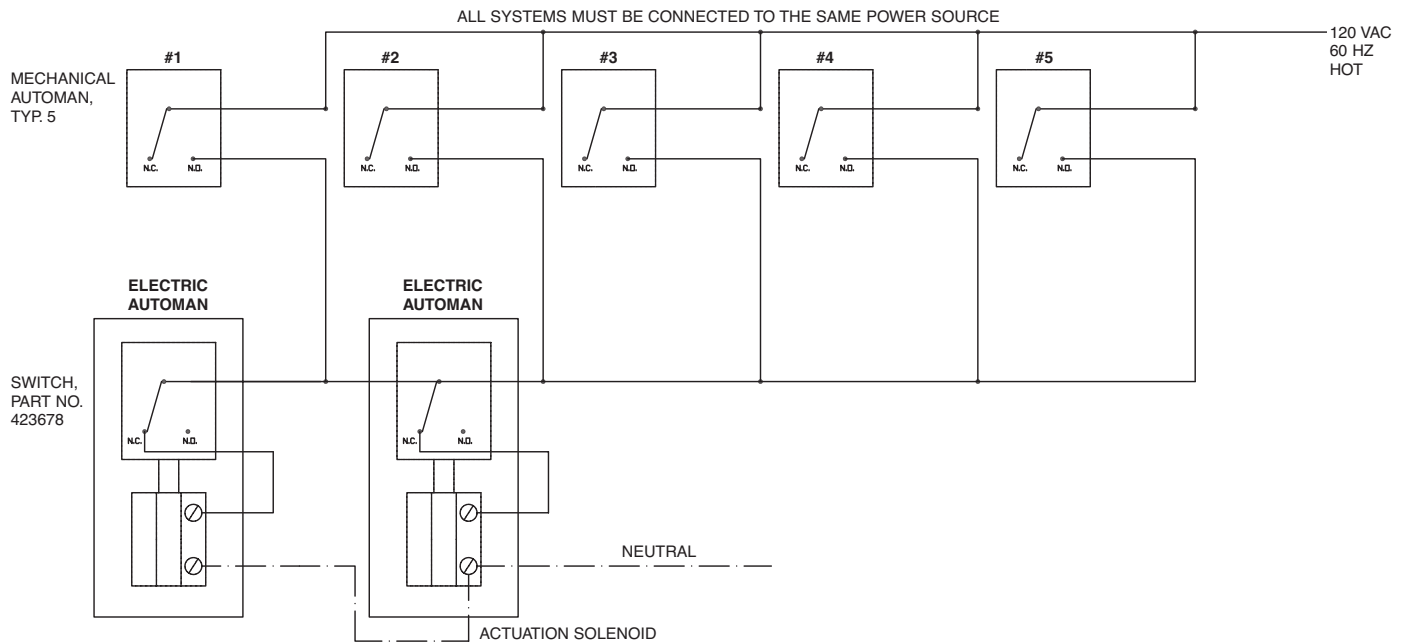 ALL SYSTEMS MUST BE CONNECTED TO THE SAME POWER SOURCE
120 VAC
60 HZ
HOT
#1
#2
#3
#4
#5
MECHANICAL
AUTOMAN,
TYP. 5
N.C.
N.O.
N.C.
N.O.
N.C.
N.O.
N.C.
N.O.
N.C.
N.O.
ELECTRIC
AUTOMAN
ELECTRIC
AUTOMAN
SWITCH,
PART NO.
423678
N.C.
N.O.
N.C.
N.O.
NEUTRAL
ACTUATION SOLENOID